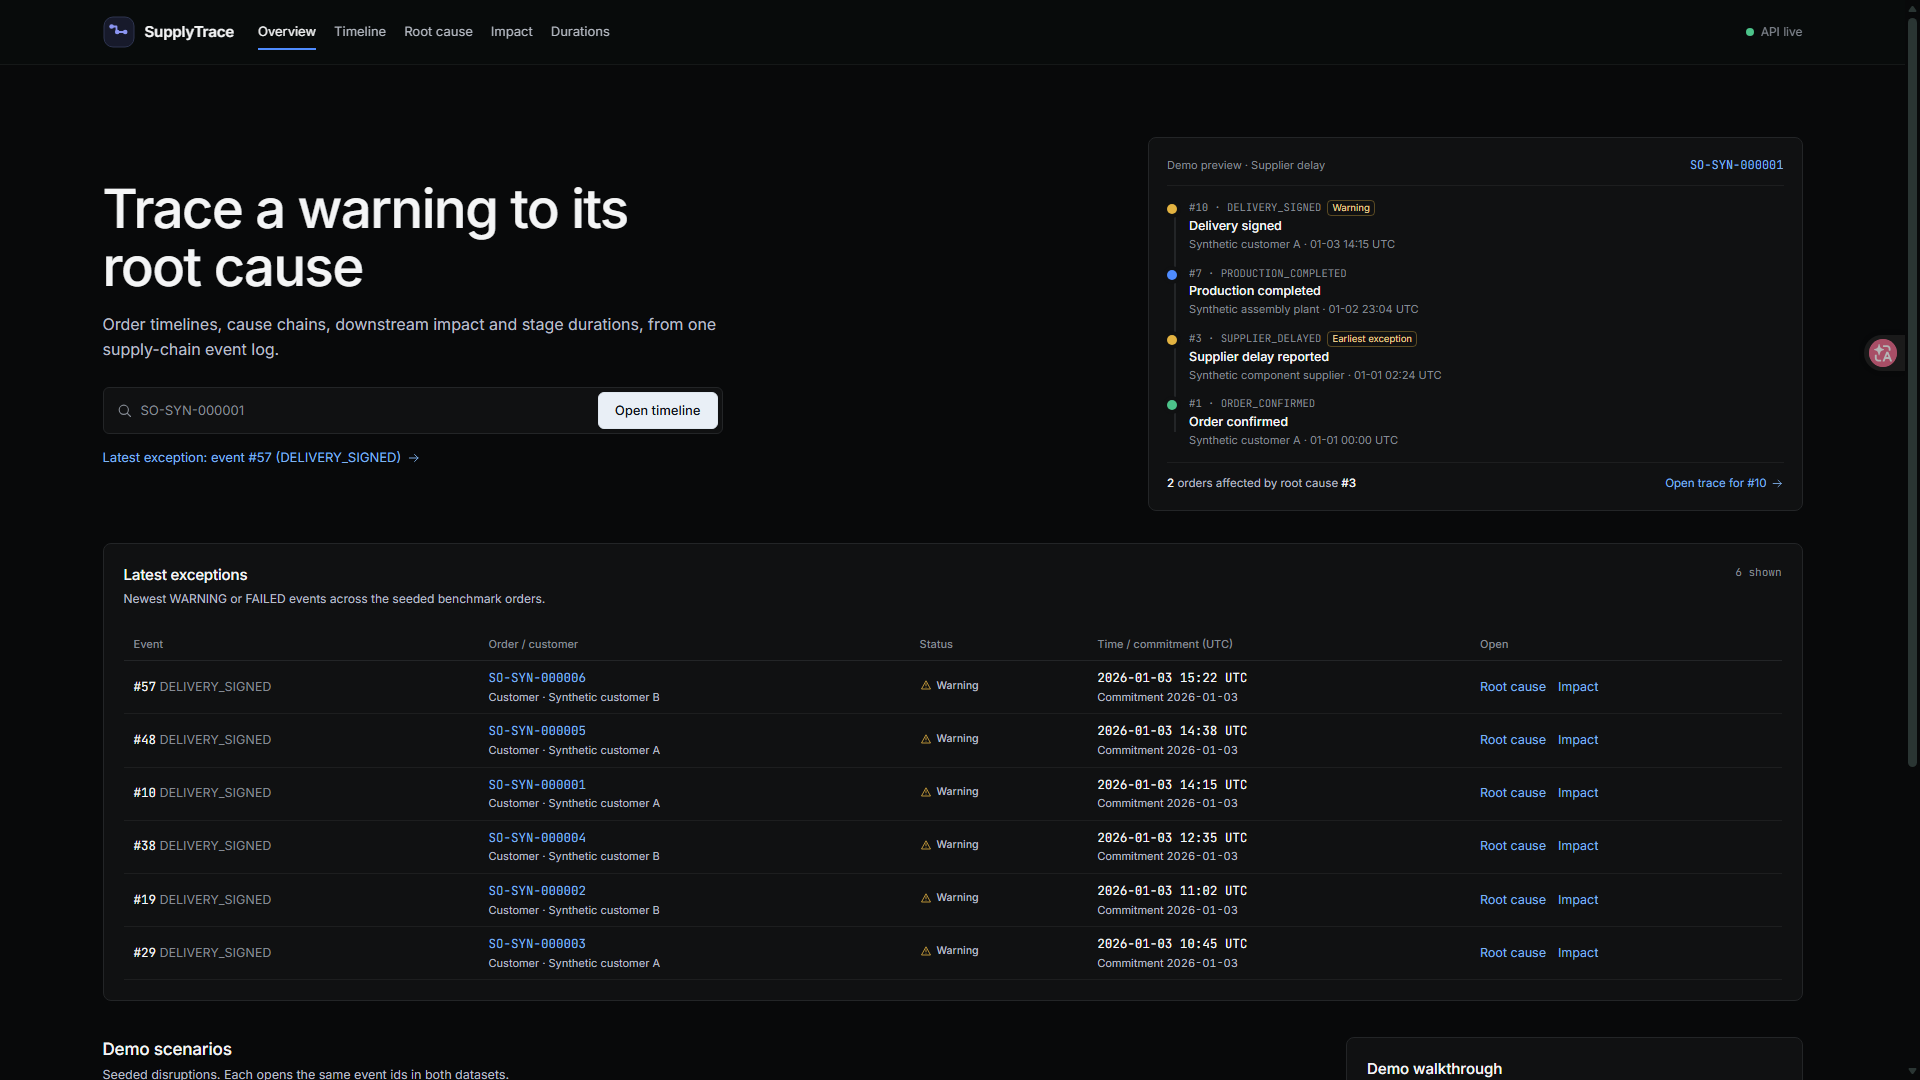 SupplyTrace Overview Timeline Root cause Impact Durations API live
Trace a warning to its
root cause
Order timelines, cause chains, downstream impact and stage durations, from one
supply-chain event log.
SO-SYN-000001 Open timeline
Latest exception: event #57 (DELIVERY_SIGNED) →
Demo preview · Supplier delay SO-SYN-000001
#10 · DELIVERY_SIGNED Warning
Delivery signed
Synthetic customer A · 01-03 14:15 UTC
#7 · PRODUCTION_COMPLETED
Production completed
Synthetic assembly plant · 01-02 23:04 UTC
#3 · SUPPLIER_DELAYED Earliest exception
Supplier delay reported
Synthetic component supplier · 01-01 02:24 UTC
#1 · ORDER_CONFIRMED
Order confirmed
Synthetic customer A · 01-01 00:00 UTC
2 orders affected by root cause #3 Open trace for #10 →
Latest exceptions 6 shown
Newest WARNING or FAILED events across the seeded benchmark orders.
Event Order / customer Status Time / commitment (UTC) Open
#57 DELIVERY_SIGNED SO-SYN-000006 Warning 2026-01-03 15:22 UTC Root cause Impact
Customer · Synthetic customer B Commitment 2026-01-03
#48 DELIVERY_SIGNED SO-SYN-000005 Warning 2026-01-03 14:38 UTC Root cause Impact
Customer · Synthetic customer A Commitment 2026-01-03
#10 DELIVERY_SIGNED SO-SYN-000001 Warning 2026-01-03 14:15 UTC Root cause Impact
Customer · Synthetic customer A Commitment 2026-01-03
#38 DELIVERY_SIGNED SO-SYN-000004 Warning 2026-01-03 12:35 UTC Root cause Impact
Customer · Synthetic customer B Commitment 2026-01-03
#19 DELIVERY_SIGNED SO-SYN-000002 Warning 2026-01-03 11:02 UTC Root cause Impact
Customer · Synthetic customer B Commitment 2026-01-03
#29 DELIVERY_SIGNED SO-SYN-000003 Warning 2026-01-03 10:45 UTC Root cause Impact
Customer · Synthetic customer A Commitment 2026-01-03
Demo scenarios
Seeded disruptions. Each opens the same event ids in both datasets.
Demo walkthrough